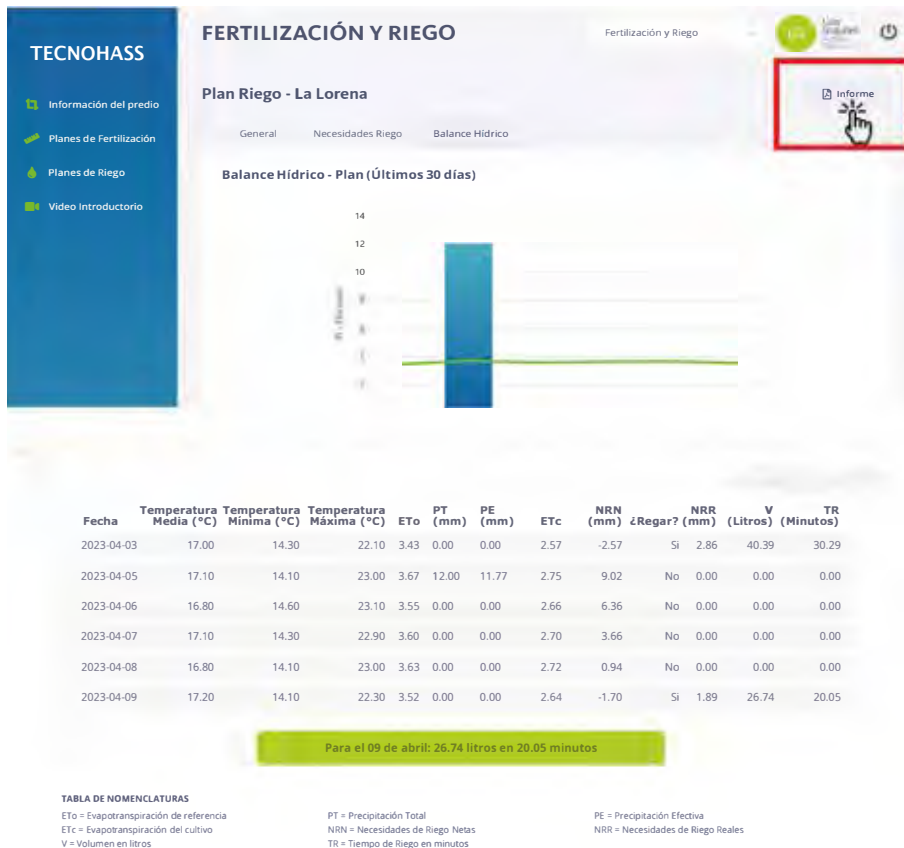 TECNOHASS
Información del predio
Planes de Fertilización
Planes de Riego
Video Introductorio
FERTILIZACIÓN Y RIEGO
Fertilización y Riego
Plan Riego - La Lorena
Informe
General Necesidades Riego Balance Hídrico
Balance Hídrico - Plan (Últimos 30 días)
14
12
10
Fecha Temperatura Media (°C) Temperatura Mínima (°C) Temperatura Máxima (°C) ETo PT (mm) PE (mm) ETc NRN (mm) ¿Regar? NRR (mm) V (Litros) TR (Minutos)
2023-04-03 17.00 14.30 22.10 3.43 0.00 0.00 2.57 -2.57 Si 2.86 40.39 30.29
2023-04-05 17.10 14.10 23.00 3.67 12.00 11.77 2.75 9.02 No 0.00 0.00 0.00
2023-04-06 16.80 14.60 23.10 3.55 0.00 0.00 2.66 6.36 No 0.00 0.00 0.00
2023-04-07 17.10 14.30 22.90 3.60 0.00 0.00 2.70 3.66 No 0.00 0.00 0.00
2023-04-08 16.80 14.10 23.00 3.63 0.00 0.00 2.72 0.94 No 0.00 0.00 0.00
2023-04-09 17.20 14.10 22.30 3.52 0.00 0.00 2.64 -1.70 Si 1.89 26.74 20.05
Para el 09 de abril: 26.74 litros en 20.05 minutos
TABLA DE NOMENCLATURAS
ETo = Evapotranspiración de referencia PT = Precipitación Total PE = Precipitación Efectiva
ETc = Evapotranspiración del cultivo NRN = Necesidades de Riego Netas NRR = Necesidades de Riego Reales
V = Volumen en litros TR = Tiempo de Riego en minutos